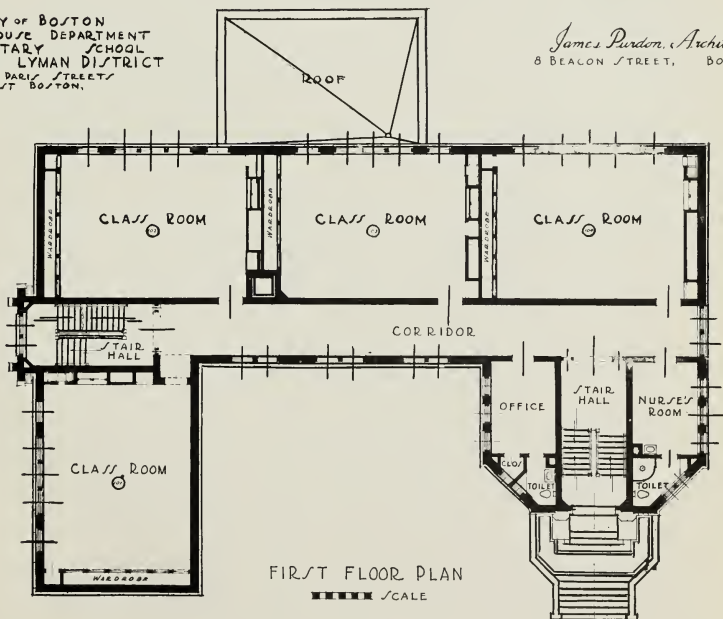 Y OF BOSTON
OUSE DEPARTMENT
TARY SCHOOL
LYMAN DISTRICT
PARIS STREETS
ST BOSTON,
James Purdon, Archi
8 BEACON STREET, BO
ROOF
CLASS ROOM
CLASS ROOM
CLASS ROOM
WARDROBE
WARDROBE
WARDROBE
CORRIDOR
STAIR
HALL
OFFICE
STAIR
HALL
NURSE'S
ROOM
CLASS ROOM
CLOS
TOILET
TOILET
WARDROBE
FIRST FLOOR PLAN
SCALE